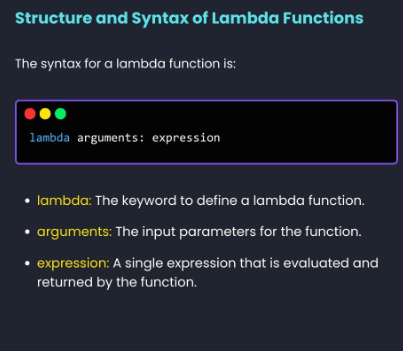 Structure and Syntax of Lambda Functions
The syntax for a lambda function is:
lambda arguments: expression
• lambda: The keyword to define a lambda function.
• arguments: The input parameters for the function.
• expression: A single expression that is evaluated and
returned by the function.